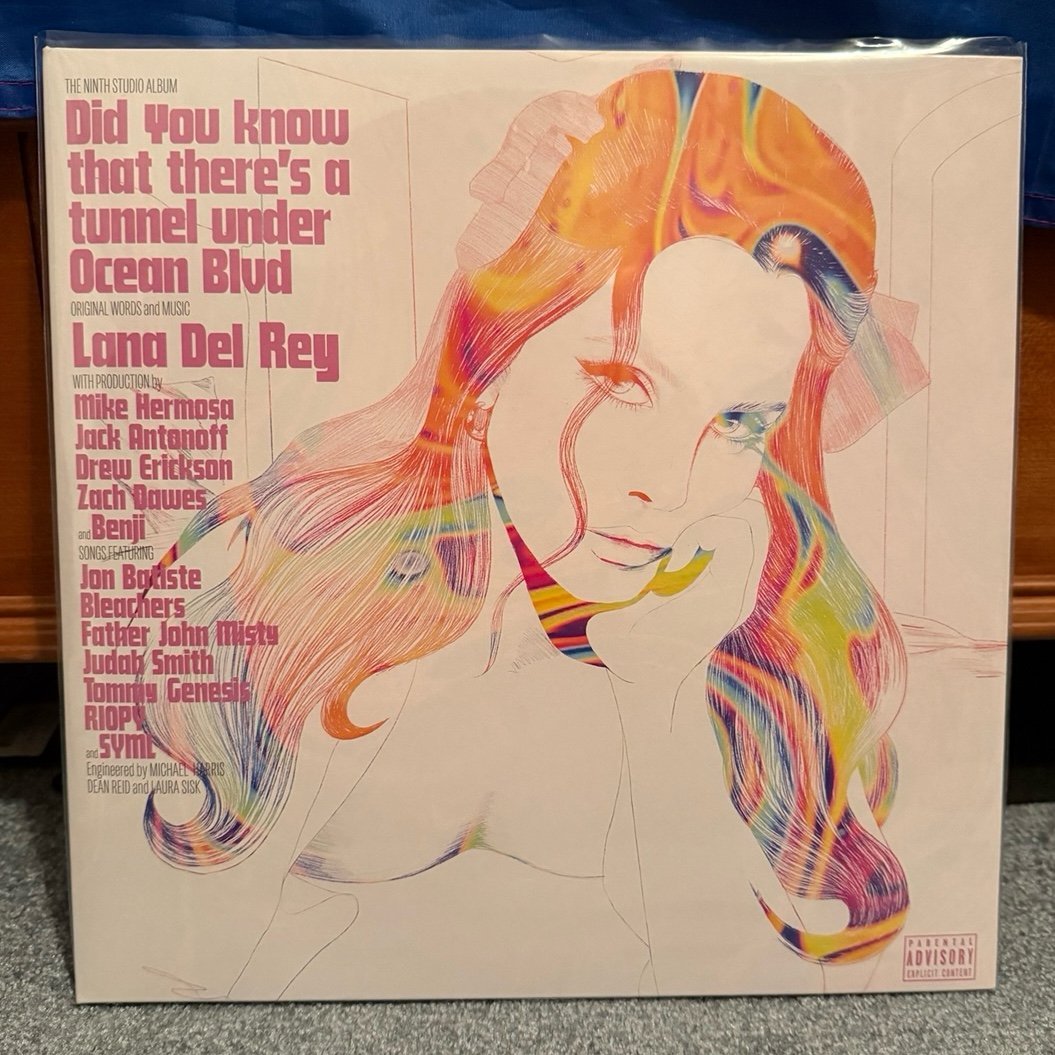 THE NINTH STUDIO ALBUM
Did You know
that there's a
tunnel under
Ocean Blvd
ORIGINAL WORDS and MUSIC
Lana Del Rey
WITH PRODUCTION by
Mike Hermosa
Jack Antonoff
Drew Erickson
Zach Dawes
and Benji
SONGS FEATURING
Jon Batiste
Bleachers
Father John Misty
Judah Smith
Tommy Genesis
RIOPY
and SYML
Engineered by MICHAEL HARRIS
DEAN REID and LAURA SISK
PARENTAL
ADVISORY
EXPLICIT CONTENT